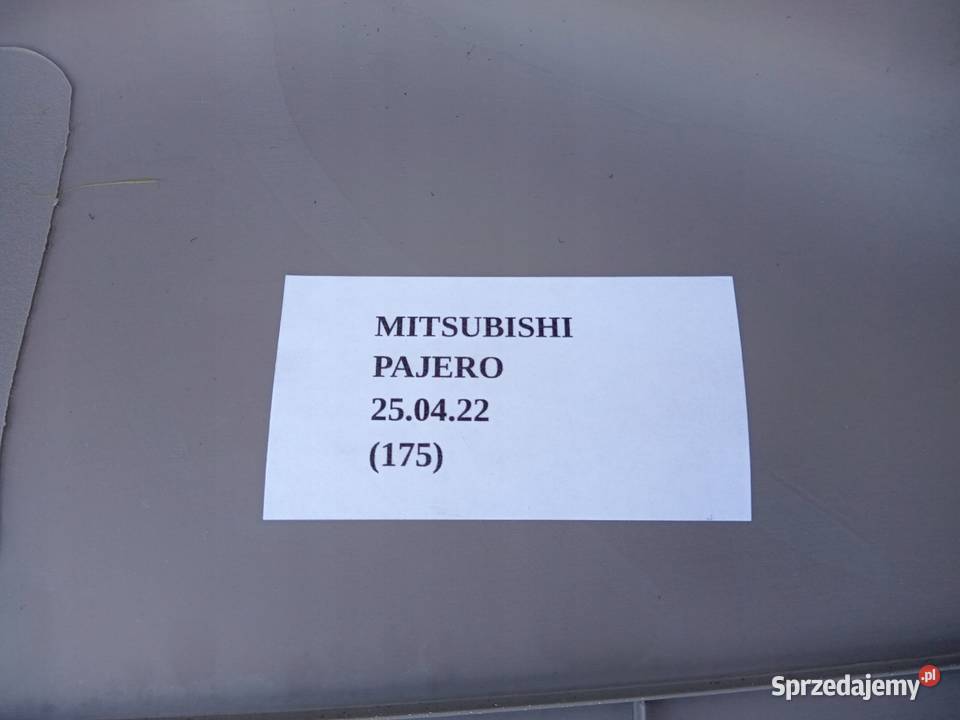 MITSUBISHI
PAJERO
25.04.22
(175)
Sprzedajemy.pl